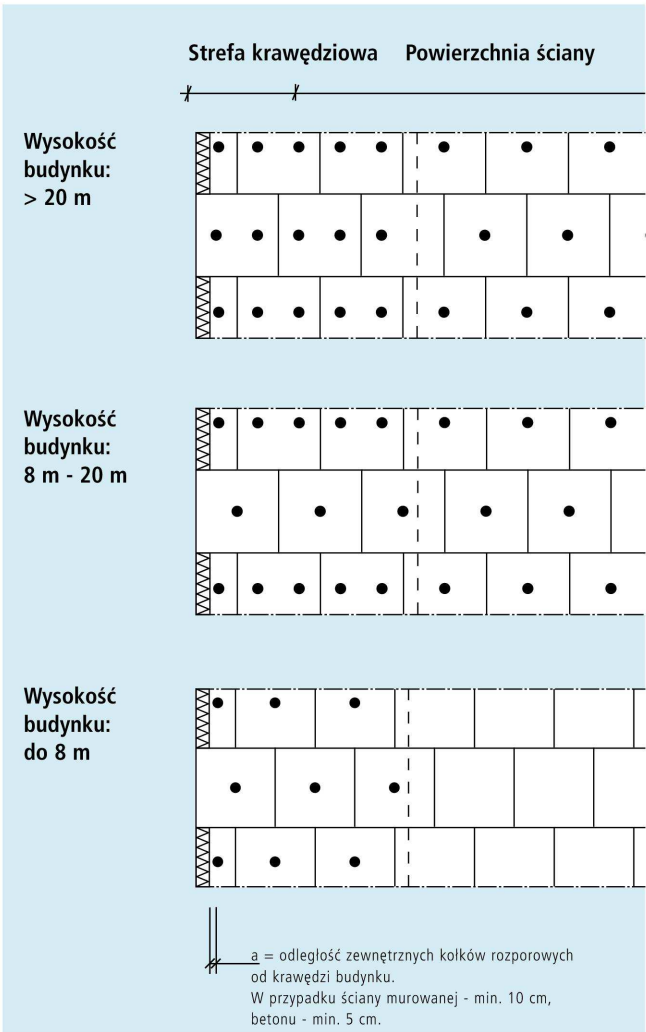 Strefa krawędziowa Powierzchnia ściany
Wysokość
budynku:
> 20 m
Wysokość
budynku:
8 m - 20 m
Wysokość
budynku:
do 8 m
a = odległość zewnętrznych kołków rozporowych
od krawędzi budynku.
W przypadku ściany murowanej - min. 10 cm,
betonu - min. 5 cm.